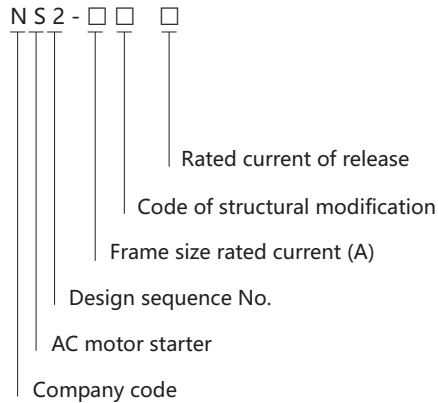 NS2-□□ □
Rated current of release
Code of structural modification
Frame size rated current (A)
Design sequence No.
AC motor starter
Company code